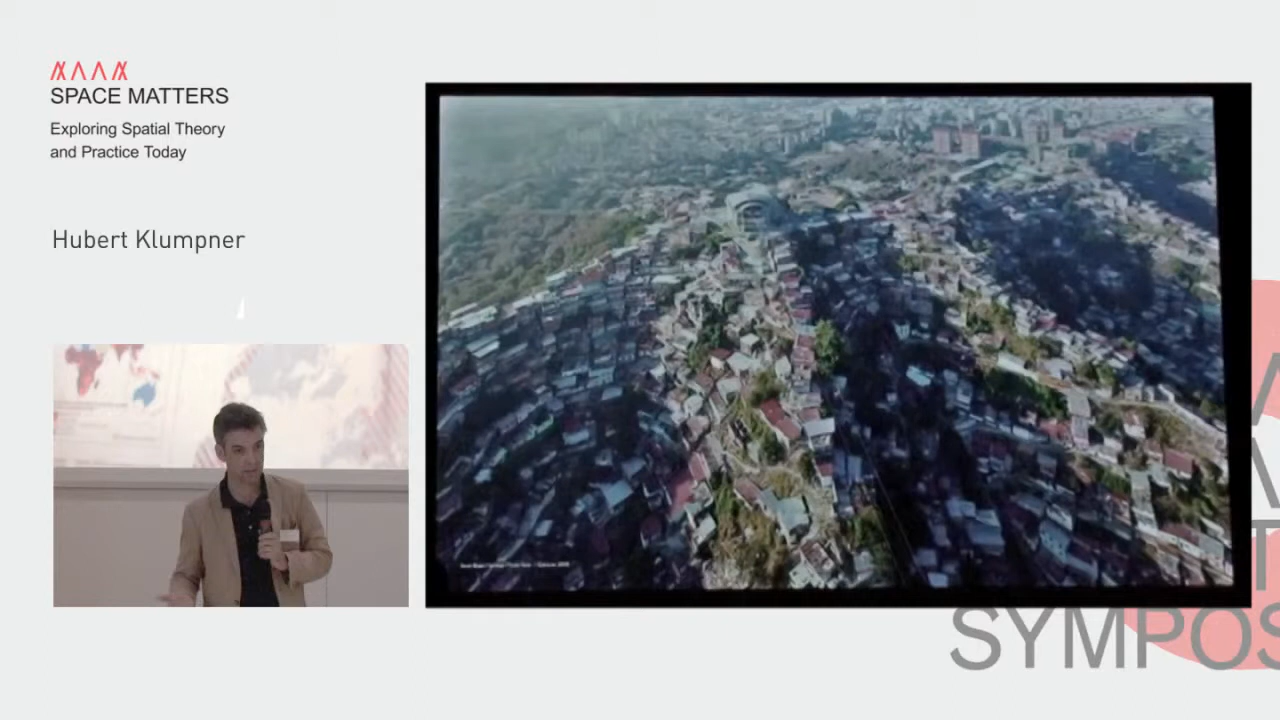 SPACE MATTERS
Exploring Spatial Theory
and Practice Today
Hubert Klumpner
SYMPOS